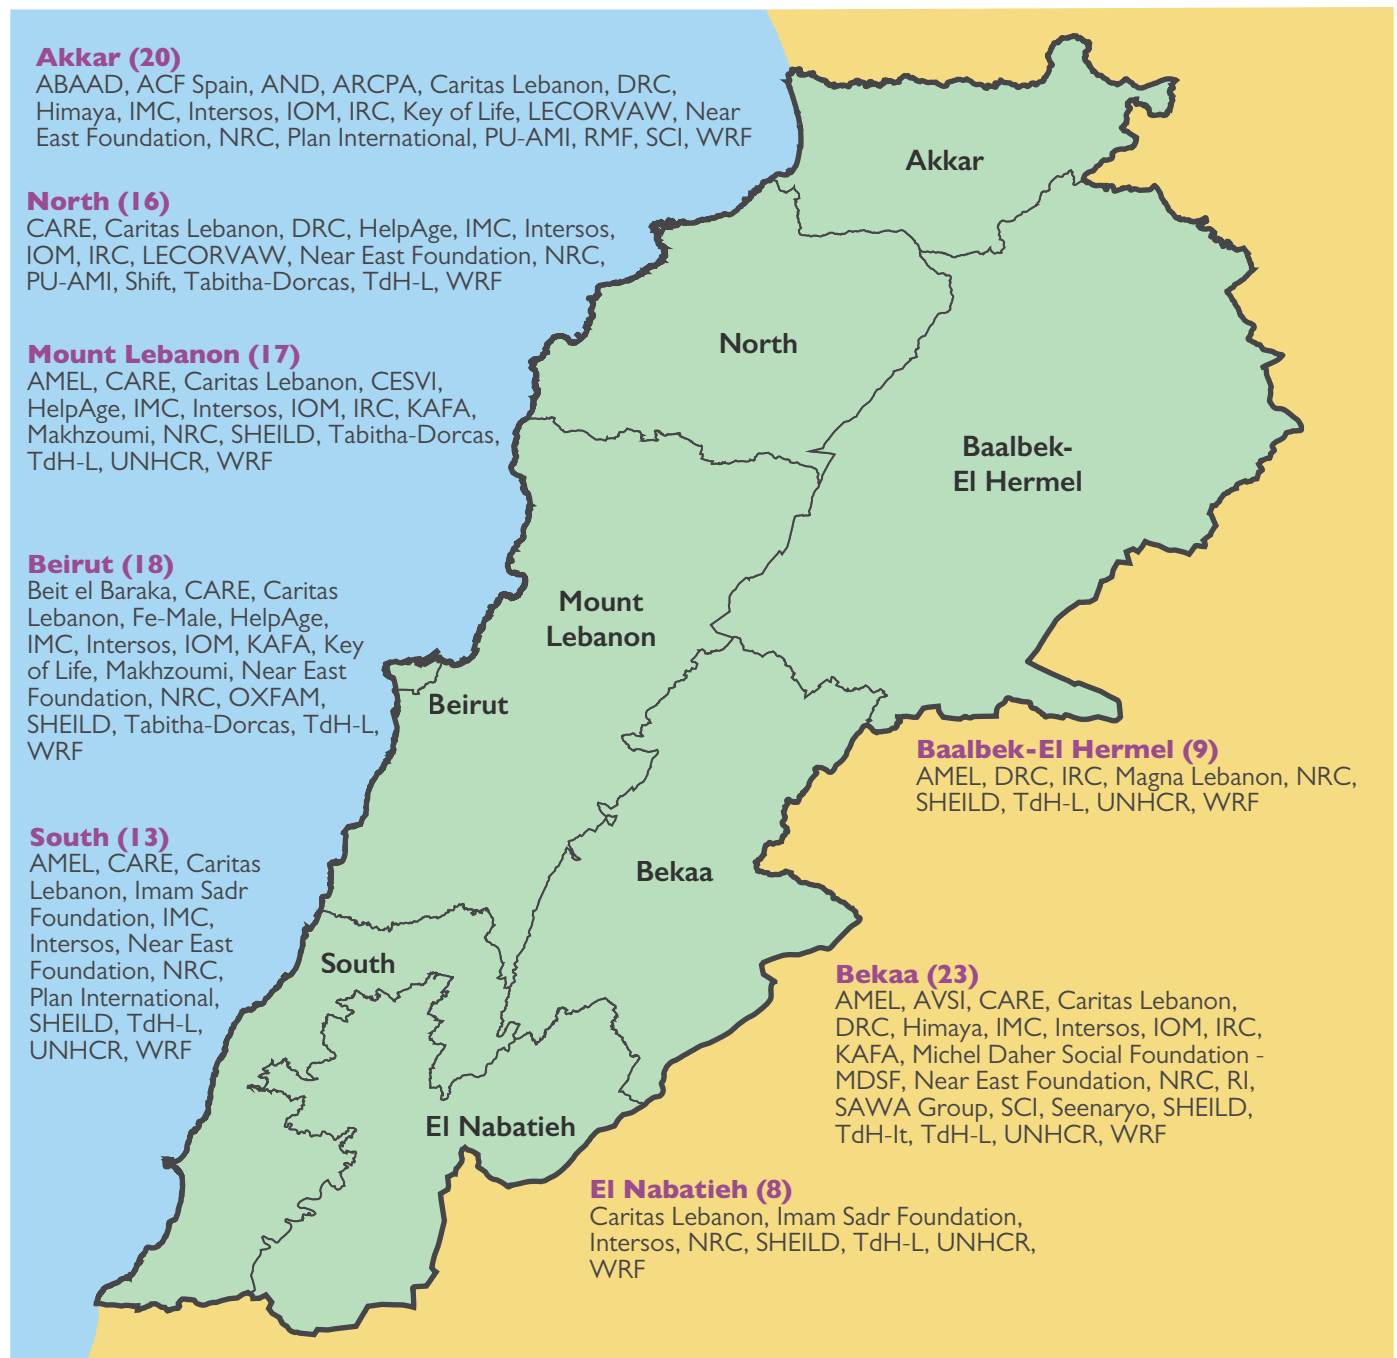 Akkar (20)
ABAAD, ACF Spain, AND, ARCPA, Caritas Lebanon, DRC,
Himaya, IMC, Intersos, IOM, IRC, Key of Life, LECORVAW, Near
East Foundation, NRC, Plan International, PU-AMI, RMF, SCI, WRF
North (16)
CARE, Caritas Lebanon, DRC, HelpAge, IMC, Intersos,
IOM, IRC, LECORVAW, Near East Foundation, NRC,
PU-AMI, Shift, Tabitha-Dorcas, TdH-L, WRF
Mount Lebanon (17)
AMEL, CARE, Caritas Lebanon, CESVI,
HelpAge, IMC, Intersos, IOM, IRC, KAFA,
Makhzoumi, NRC, SHEILD, Tabitha-Dorcas,
TdH-L, UNHCR, WRF
Beirut (18)
Beit el Baraka, CARE, Caritas
Lebanon, Fe-Male, HelpAge,
IMC, Intersos, IOM, KAFA, Key
of Life, Makhzoumi, Near East
Foundation, NRC, OXFAM,
SHEILD, Tabitha-Dorcas, TdH-L,
WRF
South (13)
AMEL, CARE, Caritas
Lebanon, Imam Sadr
Foundation, IMC,
Intersos, Near East
Foundation, NRC,
Plan International,
SHEILD, TdH-L,
UNHCR, WRF
Akkar
North
Baalbek-
El Hermel
Mount
Lebanon
Beirut
Bekaa
South
El Nabatieh
Baalbek-El Hermel (9)
AMEL, DRC, IRC, Magna Lebanon, NRC,
SHEILD, TdH-L, UNHCR, WRF
Bekaa (23)
AMEL, AVSI, CARE, Caritas Lebanon,
DRC, Himaya, IMC, Intersos, IOM, IRC,
KAFA, Michel Daher Social Foundation -
MDSF, Near East Foundation, NRC, RI,
SAWA Group, SCI, Seenaryo, SHEILD,
TdH-It, TdH-L, UNHCR, WRF
El Nabatieh (8)
Caritas Lebanon, Imam Sadr Foundation,
Intersos, NRC, SHEILD, TdH-L, UNHCR,
WRF